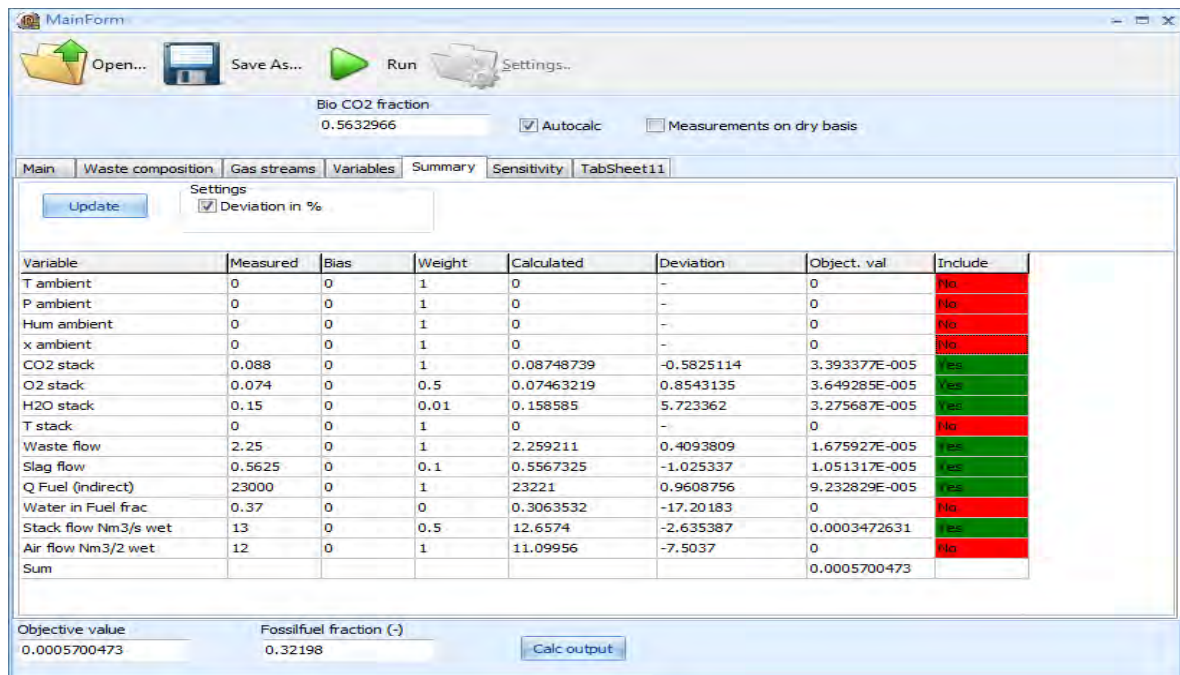 MainForm
Open... Save As... Run Settings..
Bio CO2 fraction
0.5632966 Autocalc Measurements on dry basis
Main Waste composition Gas streams Variables Summary Sensitivity TabSheet11
Settings
Update Deviation in %
Variable Measured Bias Weight Calculated Deviation Object. val Include
T ambient 0 0 1 0 - 0 No
P ambient 0 0 1 0 - 0 No
Hum ambient 0 0 1 0 - 0 No
x ambient 0 0 1 0 - 0 No
CO2 stack 0.088 0 1 0.08748739 -0.5825114 3.393377E-005 Yes
O2 stack 0.074 0 0.5 0.07463219 0.8543135 3.649285E-005 Yes
H2O stack 0.15 0 0.01 0.158585 5.723362 3.275687E-005 Yes
T stack 0 0 1 0 - 0 No
Waste flow 2.25 0 1 2.259211 0.4093809 1.675927E-005 Yes
Slag flow 0.5625 0 0.1 0.5567325 -1.025337 1.051317E-005 Yes
Q Fuel (indirect) 23000 0 1 23221 0.9608756 9.232829E-005 Yes
Water in Fuel frac 0.37 0 0 0.3063532 -17.20183 0 No
Stack flow Nm3/s wet 13 0 0.5 12.6574 -2.635387 0.0003472631 Yes
Air flow Nm3/2 wet 12 0 1 11.09956 -7.5037 0 No
Sum 0.0005700473
Objective value Fossilfuel fraction (-)
0.0005700473 0.32198 Calc output